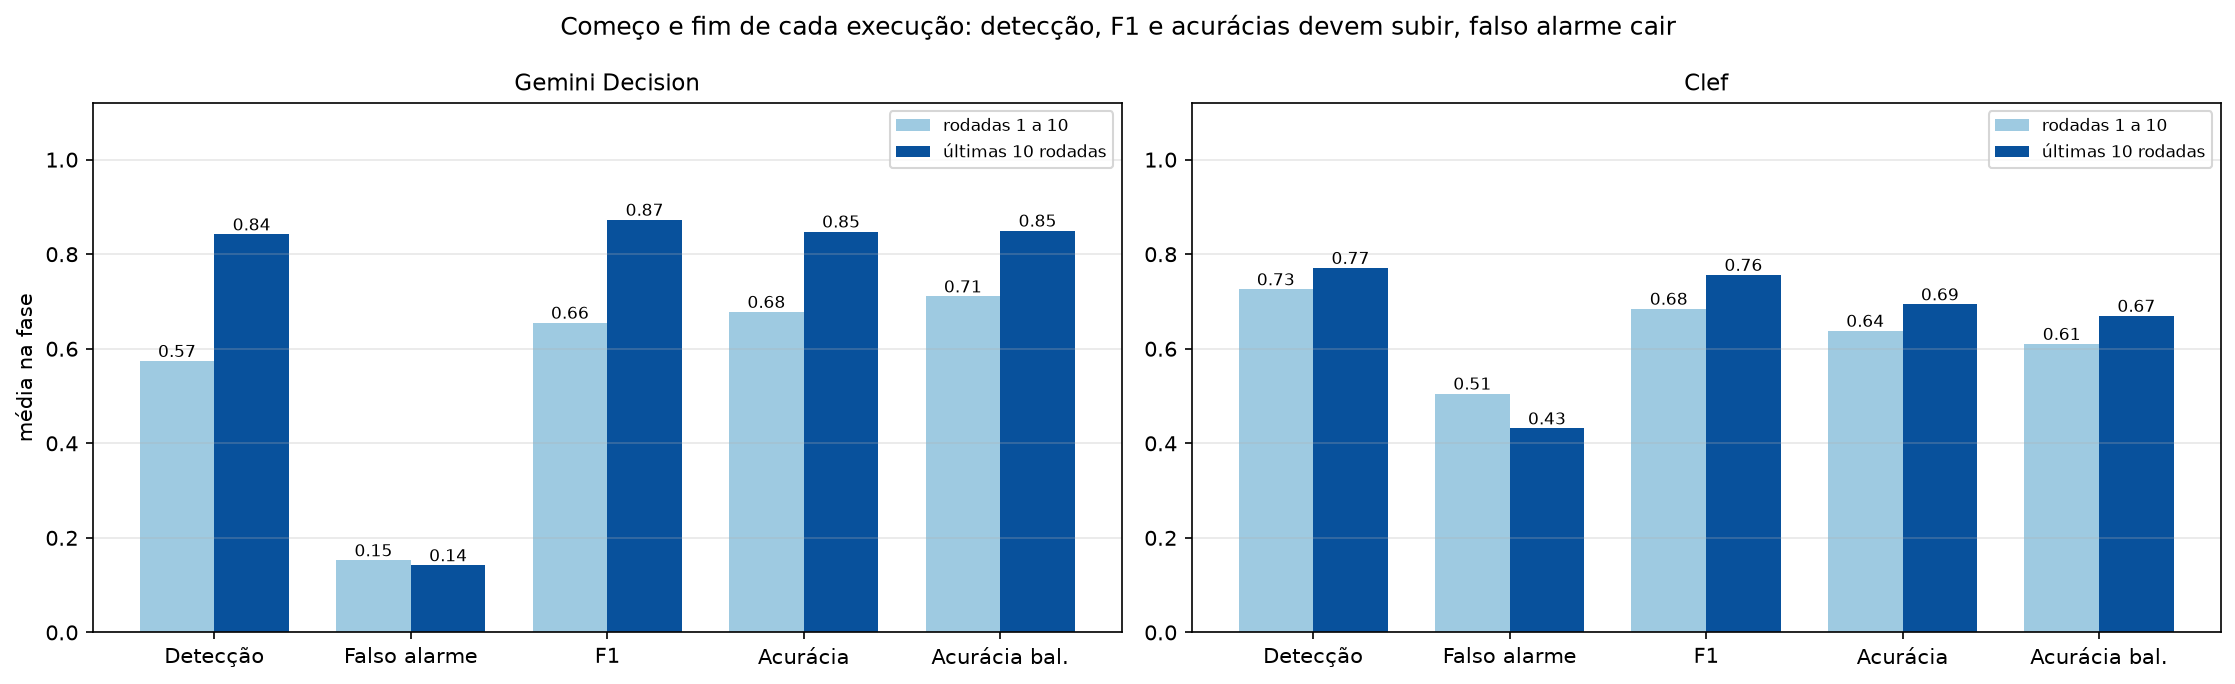 Começo e fim de cada execução: detecção, F1 e acurácias devem subir, falso alarme cair
Gemini Decision
rodadas 1 a 10
últimas 10 rodadas
média na fase
1.0
0.8
0.6
0.4
0.2
0.0
0.57
0.84
0.15
0.14
0.66
0.87
0.68
0.85
0.71
0.85
Detecção
Falso alarme
F1
Acurácia
Acurácia bal.
Clef
rodadas 1 a 10
últimas 10 rodadas
1.0
0.8
0.6
0.4
0.2
0.0
0.73
0.77
0.51
0.43
0.68
0.76
0.64
0.69
0.61
0.67
Detecção
Falso alarme
F1
Acurácia
Acurácia bal.